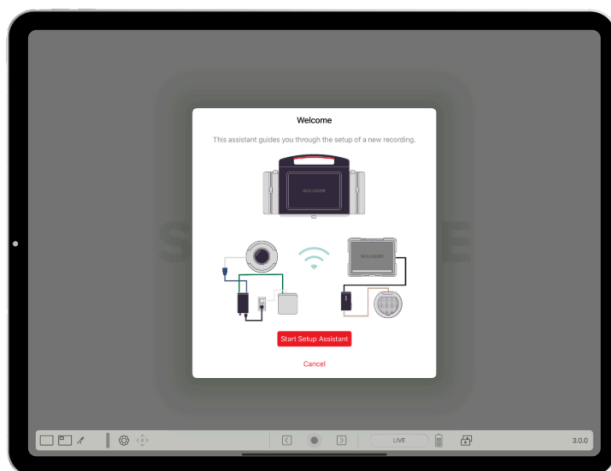 Welcome
This assistant guides you through the setup of a new recording.
Start Setup Assistant
Cancel
LIVE
3.0.0